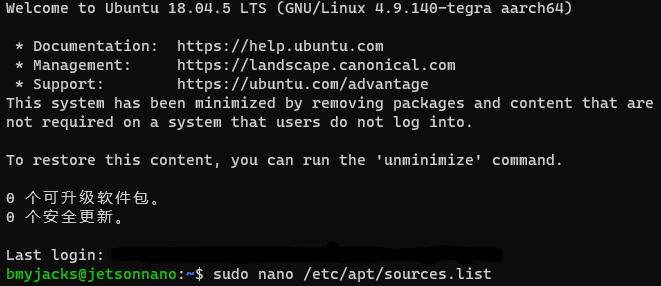 Welcome to Ubuntu 18.04.5 LTS (GNU/Linux 4.9.140-tegra aarch64)
* Documentation:  https://help.ubuntu.com
* Management:     https://landscape.canonical.com
* Support:        https://ubuntu.com/advantage
This system has been minimized by removing packages and content that are
not required on a system that users do not log into.
To restore this content, you can run the 'unminimize' command.
0 个可升级软件包。
0 个安全更新。
Last login:
bmyjacks@jetsonnano:~$ sudo nano /etc/apt/sources.list